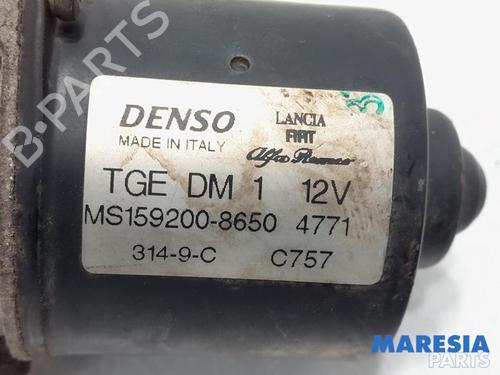 DENSO LANCIA
MADE IN ITALY FIAT
Alfa Romeo
TGE DM 1 12V
MS159200-8650 4771
314-9-C C757
3
B-PARTS
MARESIA
PARTS